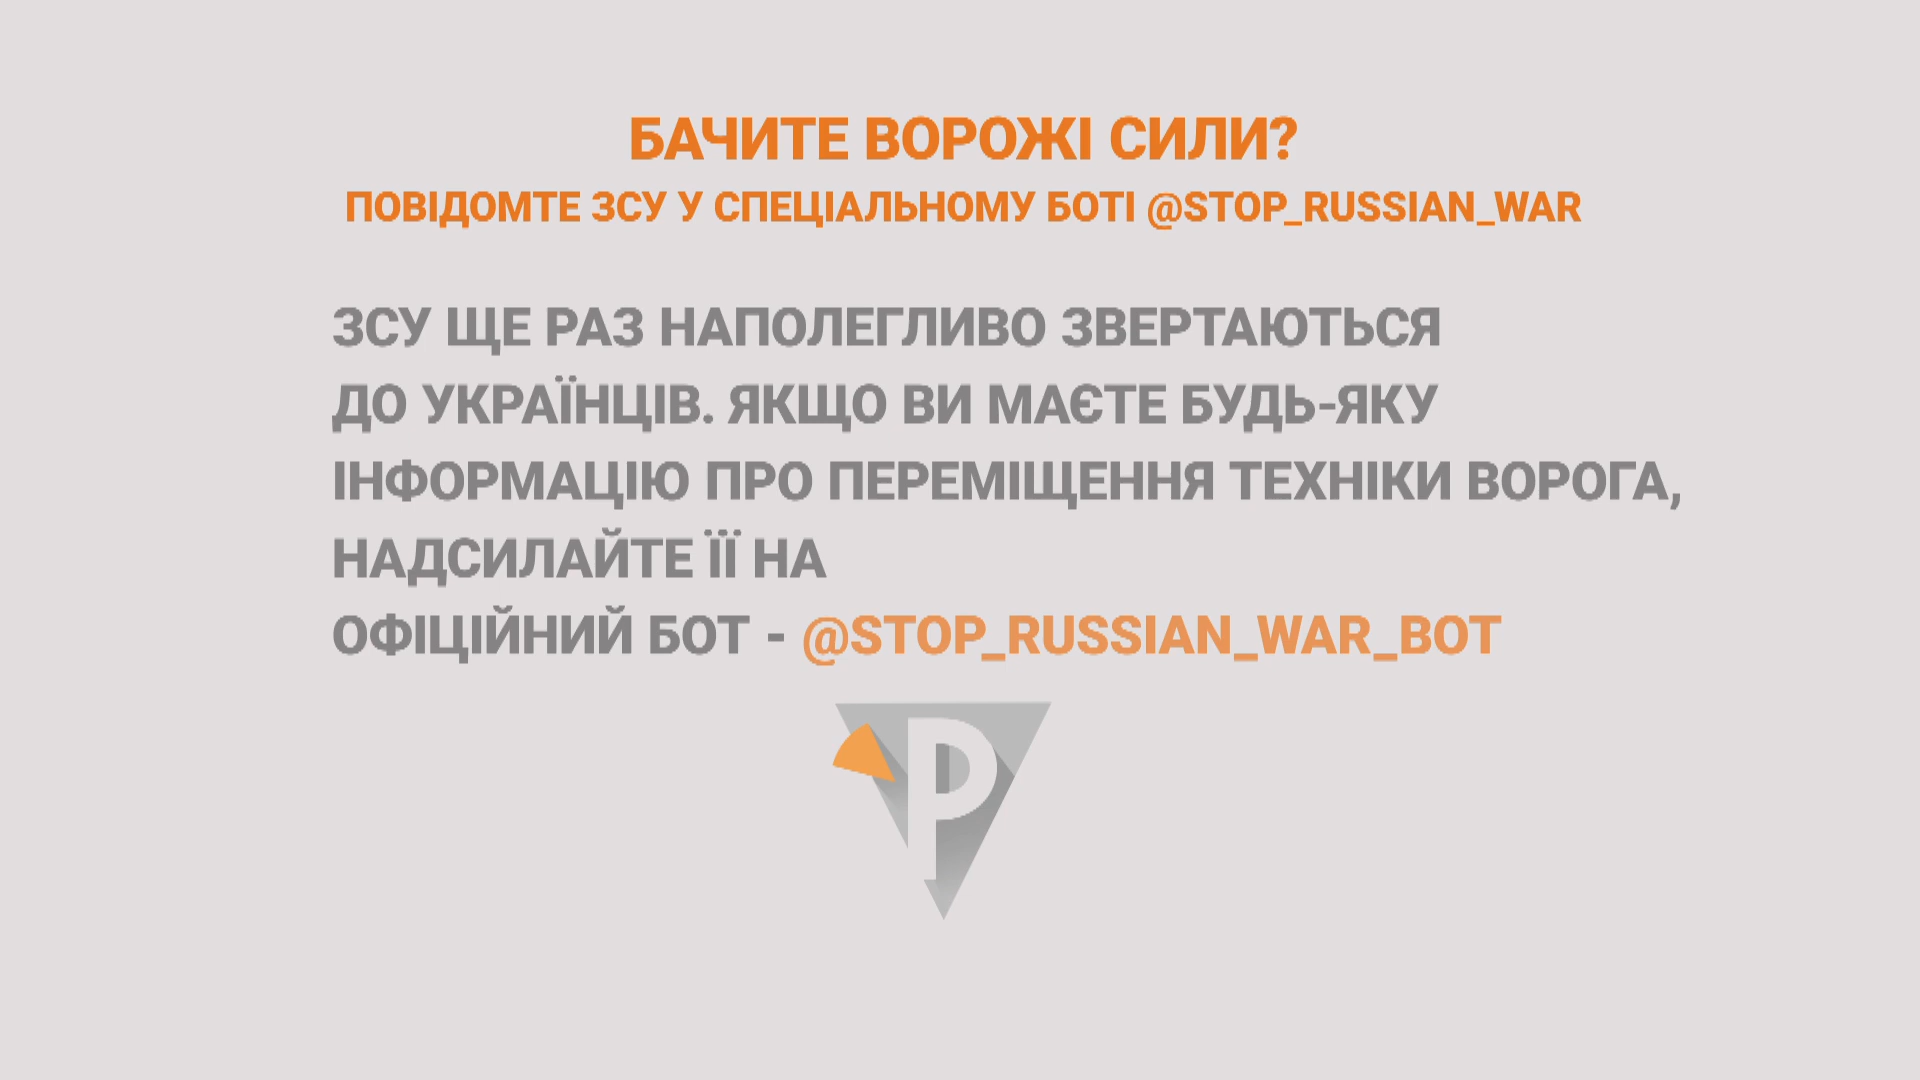 БАЧИТЕ ВОРОЖІ СИЛИ?
ПОВІДОМТЕ ЗСУ У СПЕЦІАЛЬНОМУ БОТІ @STOP_RUSSIAN_WAR
ЗСУ ЩЕ РАЗ НАПОЛЕГЛИВО ЗВЕРТАЮТЬСЯ
ДО УКРАЇНЦІВ. ЯКЩО ВИ МАЄТЕ БУДЬ-ЯКУ
ІНФОРМАЦІЮ ПРО ПЕРЕМІЩЕННЯ ТЕХНІКИ ВОРОГА,
НАДСИЛАЙТЕ ЇЇ НА
ОФІЦІЙНИЙ БОТ - @STOP_RUSSIAN_WAR_BOT
P